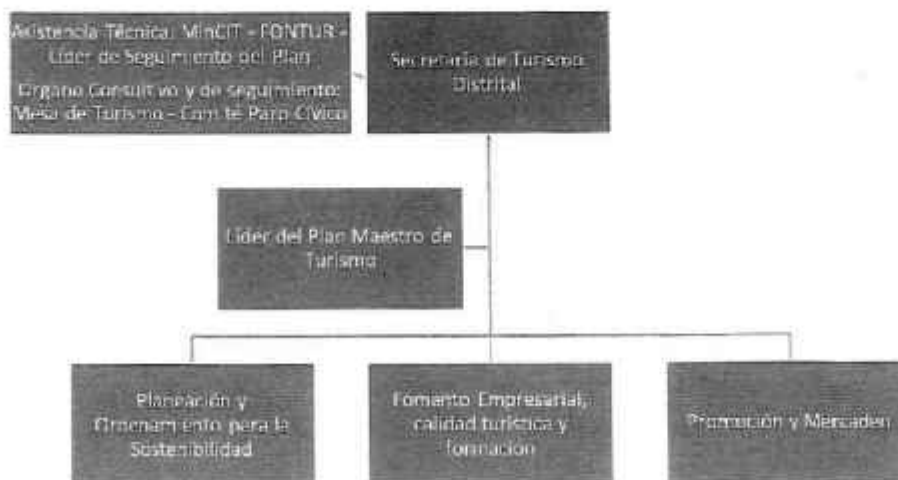 Asistencia Técnica: MinCIT - FONTUR -
Líder de Seguimiento del Plan
Órgano Consultivo y de seguimiento:
Mesa de Turismo - Comité Paro Cívico
Secretaría de Turismo
Distrital
Líder del Plan Maestro de
Turismo
Planeación y
Ordenamiento para la
Sostenibilidad
Fomento Empresarial,
calidad turística y
formación
Promoción y Mercadeo